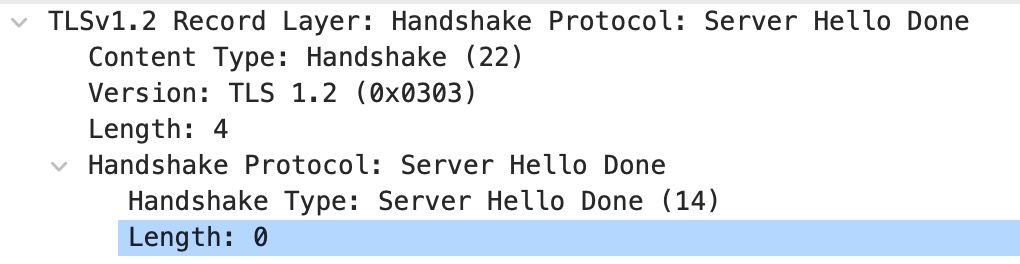 TLSv1.2 Record Layer: Handshake Protocol: Server Hello Done
Content Type: Handshake (22)
Version: TLS 1.2 (0x0303)
Length: 4
Handshake Protocol: Server Hello Done
Handshake Type: Server Hello Done (14)
Length: 0